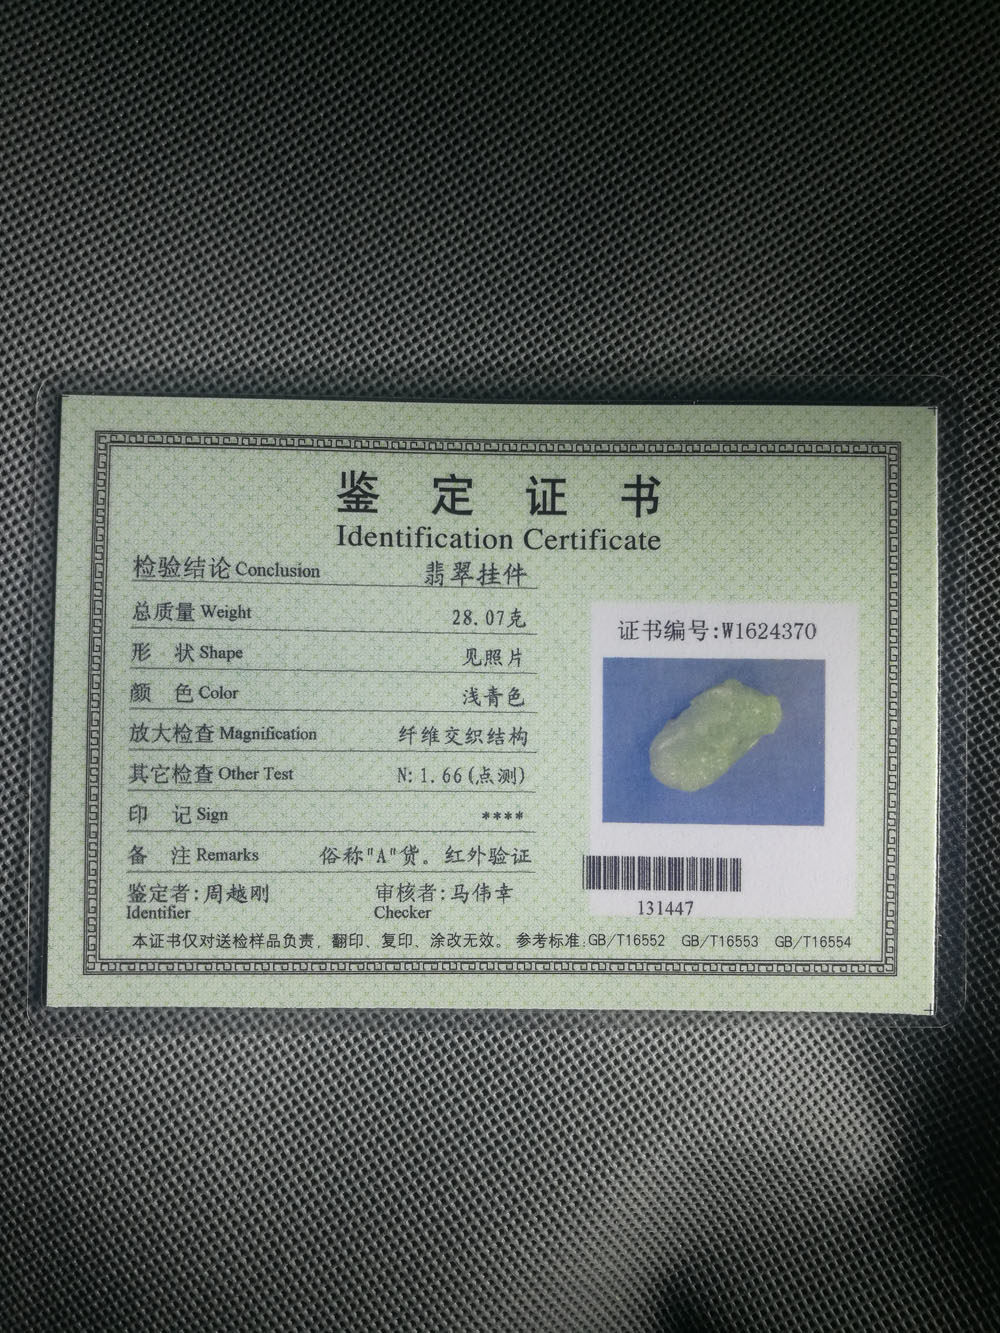 鉴定证书
Identification Certificate
检验结论 Conclusion 翡翠挂件
总质量 Weight 28.07克
形 状 Shape 见照片
颜 色 Color 浅青色
放大检查 Magnification 纤维交织结构
其它检查 Other Test N:1.66(点测)
印 记 Sign ****
备 注 Remarks 俗称"A"货。红外验证
鉴定者:周越刚 审核者:马伟幸
Identifier Checker
证书编号:W1624370
131447
本证书仅对送检样品负责，翻印、复印、涂改无效。 参考标准:GB/T16552 GB/T16553 GB/T16554